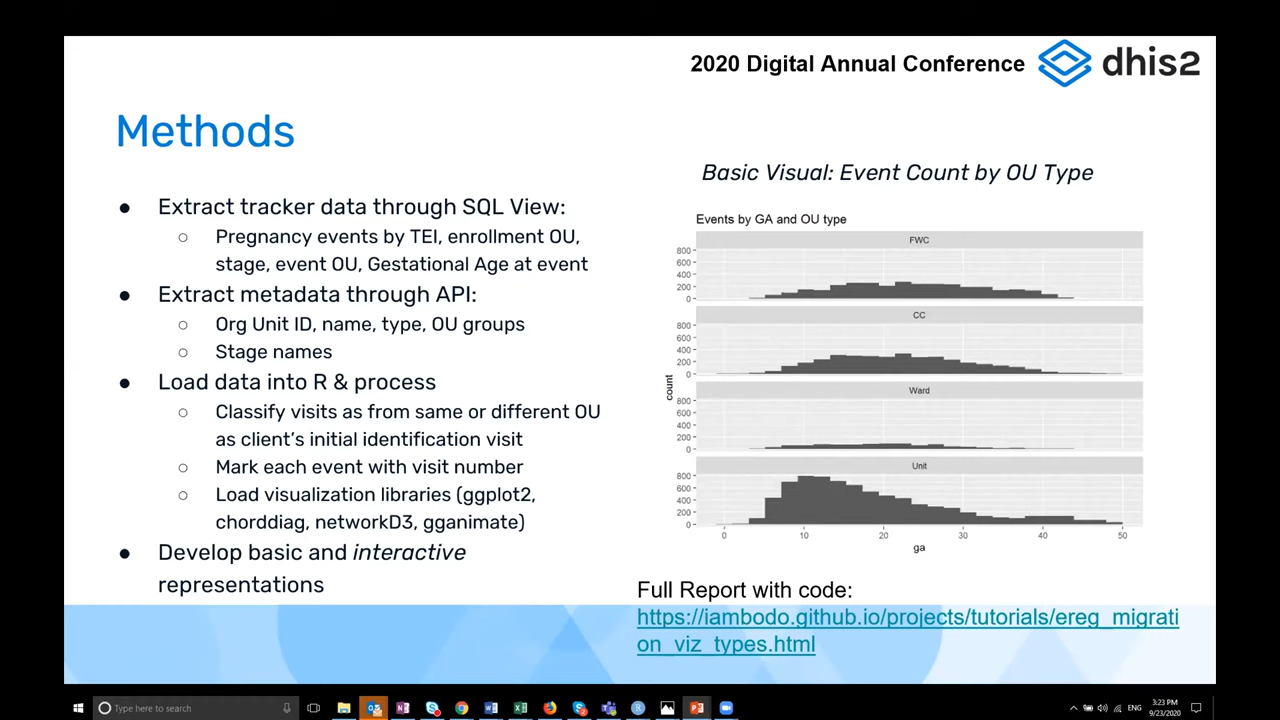 2020 Digital Annual Conference
dhis2
Methods
● Extract tracker data through SQL View:
○ Pregnancy events by TEI, enrollment OU,
stage, event OU, Gestational Age at event
● Extract metadata through API:
○ Org Unit ID, name, type, OU groups
○ Stage names
● Load data into R & process
○ Classify visits as from same or different OU
as client's initial identification visit
○ Mark each event with visit number
○ Load visualization libraries (ggplot2,
chorddiag, networkD3, gganimate)
● Develop basic and interactive
representations
Basic Visual: Event Count by OU Type
Events by GA and OU type
count
FWC
800
600
400
200
0
CC
800
600
400
200
0
Ward
800
600
400
200
0
Unit
800
600
400
200
0
0 10 20 30 40 50
ga
Full Report with code:
https://iambodo.github.io/projects/tutorials/ereg_migrati
on_viz_types.html
Type here to search
ENG
3:23 PM
9/23/2020